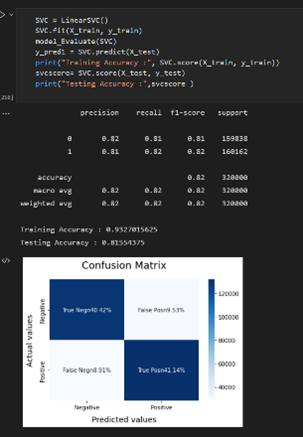 SVC = LinearSVC()
SVC.fit(X_train, y_train)
model_Evaluate(SVC)
y_pred1 = SVC.predict(X_test)
print("Training Accuracy :", SVC.score(X_train, y_train))
svcscore= SVC.score(X_test, y_test)
print("Testing Accuracy :",svcscore )
...
precision recall f1-score support
0 0.82 0.81 0.81 159838
1 0.81 0.82 0.82 160162
accuracy 0.82 320000
macro avg 0.82 0.82 0.82 320000
weighted avg 0.82 0.82 0.82 320000
Training Accuracy : 0.9327015625
Testing Accuracy : 0.81554375
</>
Confusion Matrix
Actual values
Negative
True Negn40.42%
False Posn9.53%
Positive
False Negn8.91%
True Posn41.14%
Negative
Positive
Predicted values
120000
100000
80000
60000
40000